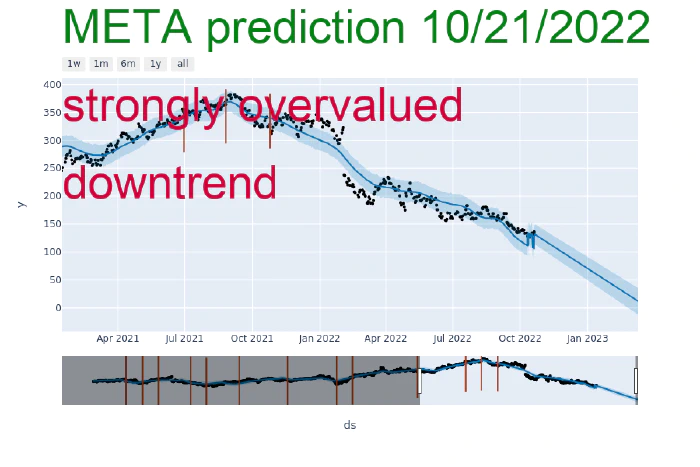 META prediction 10/21/2022
1w 1m 6m 1y all
400
strongly overvalued
350
300
250
downtrend
200
150
100
50
0
y
Apr 2021 Jul 2021 Oct 2021 Jan 2022 Apr 2022 Jul 2022 Oct 2022 Jan 2023
ds